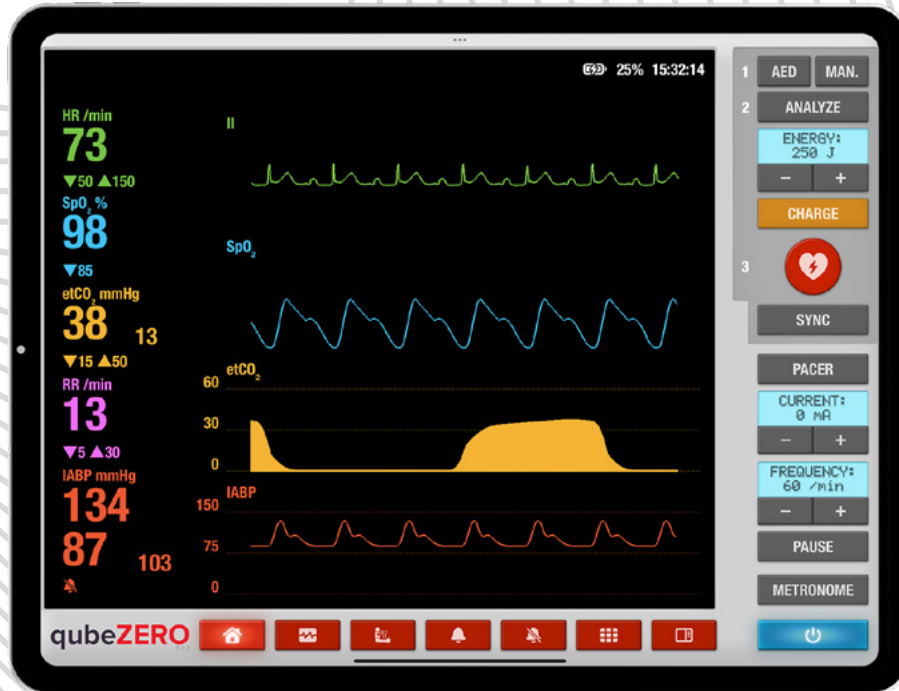 25% 15:32:14
HR /min
73
▼50 ▲150
SpO₂ %
98
▼85
etCO₂ mmHg
38 13
▼15 ▲50
RR /min
13
▼5 ▲30
IABP mmHg
134
87 103
II
SpO₂
etCO₂
60
30
0
IABP
150
75
0
1 AED MAN.
2 ANALYZE
ENERGY:
250 J
− +
CHARGE
3
SYNC
PACER
CURRENT:
0 mA
− +
FREQUENCY:
60 /min
− +
PAUSE
METRONOME
qubeZERO